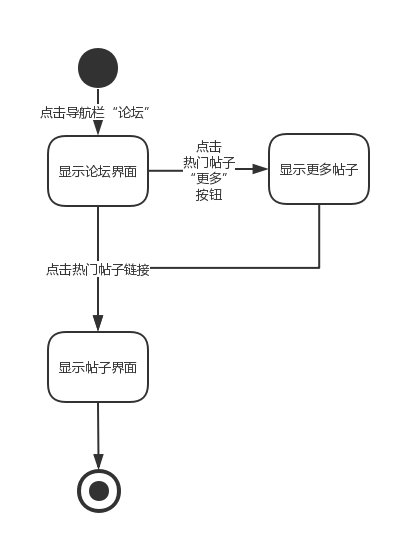 点击导航栏“论坛”
显示论坛界面
点击
热门帖子
“更多”
按钮
显示更多帖子
点击热门帖子链接
显示帖子界面